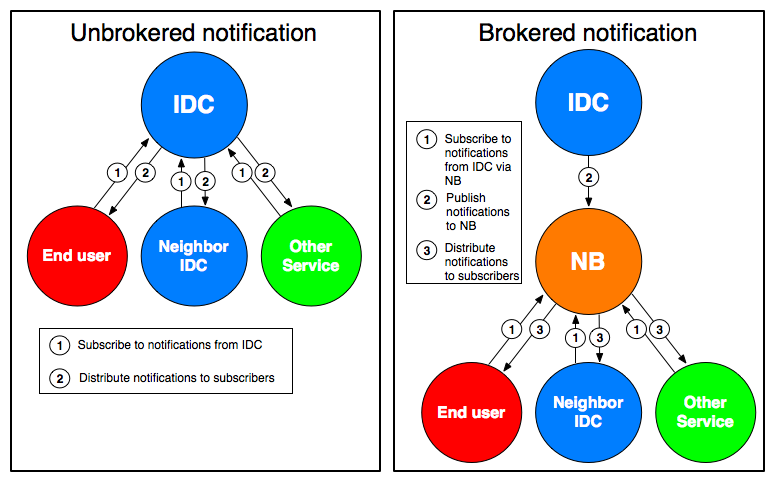 Unbrokered notification
IDC
1
2
1
2
1
2
End user
Neighbor
IDC
Other
Service
1 Subscribe to notifications from IDC
2 Distribute notifications to subscribers
Brokered notification
IDC
1 Subscribe to
notifications
from IDC via
NB
2 Publish
notifications
to NB
3 Distribute
notifications
to subscribers
2
NB
1
3
1
3
1
3
End user
Neighbor
IDC
Other
Service